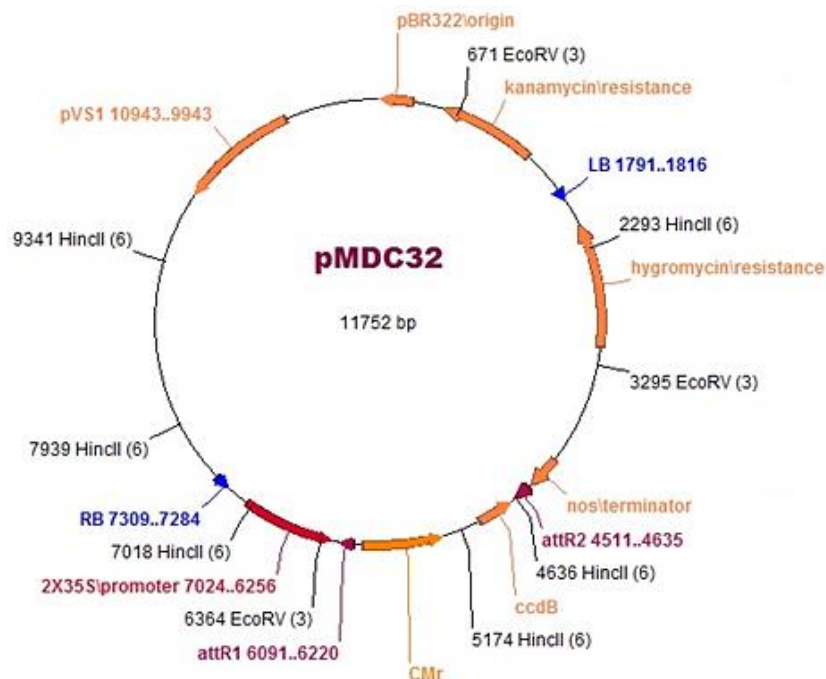 pBR322\origin
671 EcoRV (3)
kanamycin\resistance
pVS1 10943..9943
LB 1791..1816
2293 HincII (6)
9341 HincII (6)
pMDC32
hygromycin\resistance
11752 bp
3295 EcoRV (3)
7939 HincII (6)
nos\terminator
RB 7309..7284
attR2 4511..4635
7018 HincII (6)
4636 HincII (6)
2X35S\promoter 7024..6256
ccdB
6364 EcoRV (3)
5174 HincII (6)
attR1 6091..6220
CMr